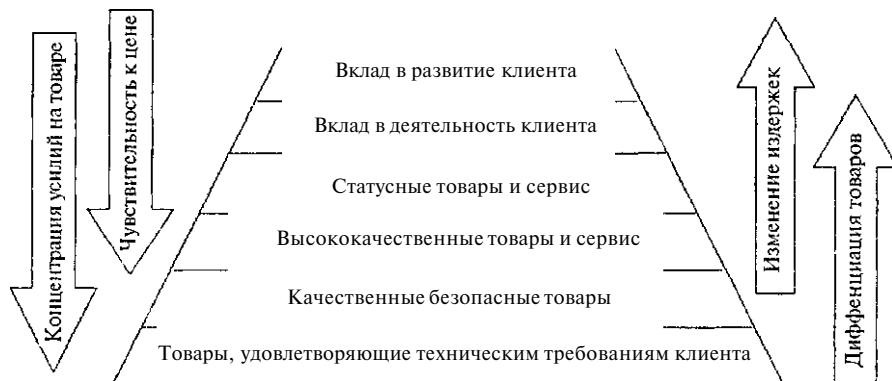 Концентрация усилий на товаре
Чувствительность к цене
Вклад в развитие клиента
Вклад в деятельность клиента
Статусные товары и сервис
Высококачественные товары и сервис
Качественные безопасные товары
Товары, удовлетворяющие техническим требованиям клиента
Изменение издержек
Диффенциация товаров